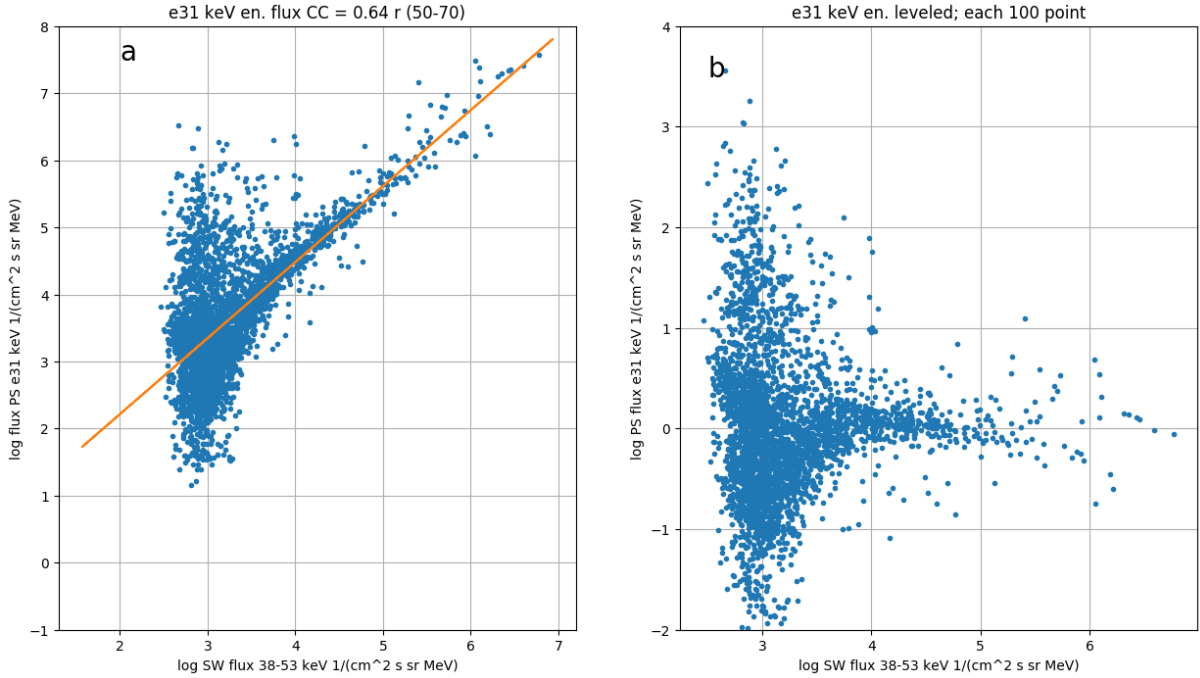 e31 keV en. flux CC = 0.64 r (50-70)
a
8
7
6
5
4
3
2
1
0
−1
log flux PS e31 keV 1/(cm^2 s sr MeV)
2 3 4 5 6 7
log SW flux 38-53 keV 1/(cm^2 s sr MeV)
e31 keV en. leveled; each 100 point
b
4
3
2
1
0
−1
−2
log PS flux e31 keV 1/(cm^2 s sr MeV)
3 4 5 6
log SW flux 38-53 keV 1/(cm^2 s sr MeV)